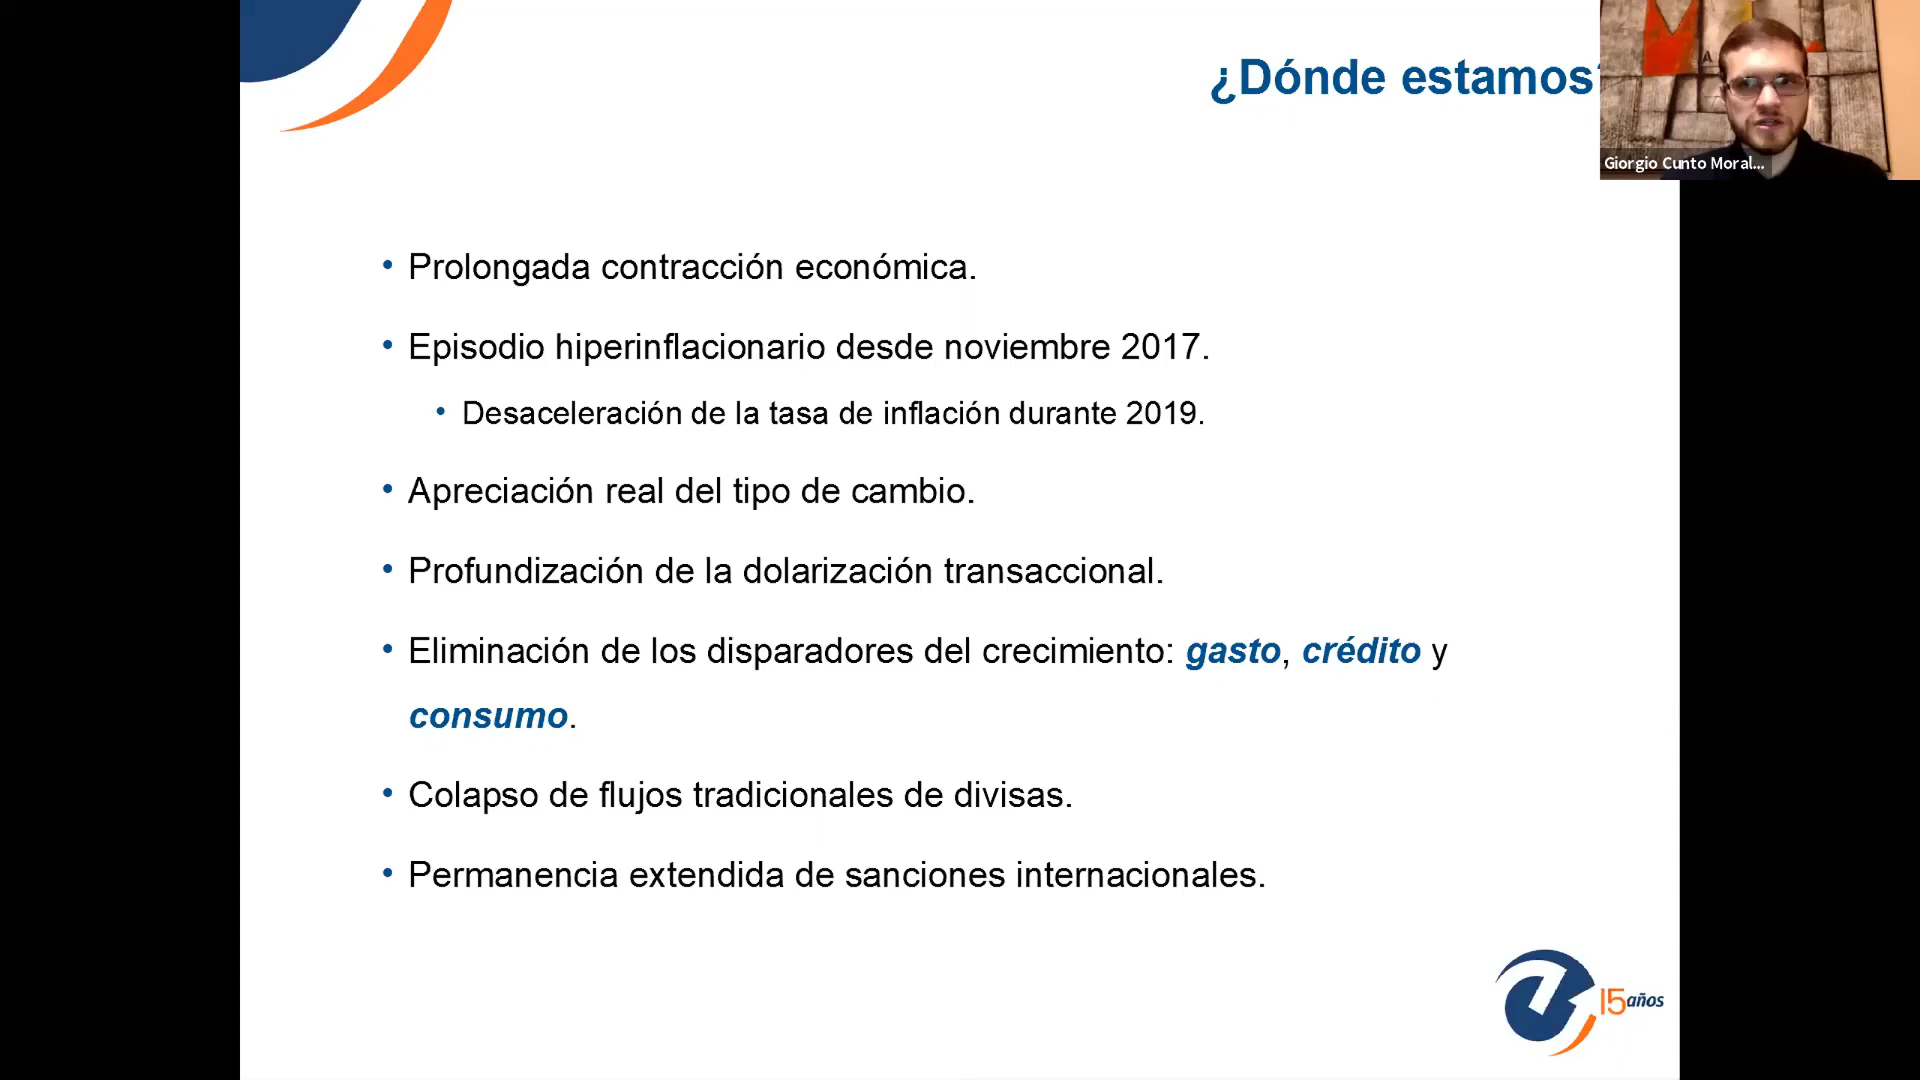 ¿Dónde estamos?
Giorgio Cunto Moral...
• Prolongada contracción económica.
• Episodio hiperinflacionario desde noviembre 2017.
• Desaceleración de la tasa de inflación durante 2019.
• Apreciación real del tipo de cambio.
• Profundización de la dolarización transaccional.
• Eliminación de los disparadores del crecimiento: gasto, crédito y
consumo.
• Colapso de flujos tradicionales de divisas.
• Permanencia extendida de sanciones internacionales.
15años